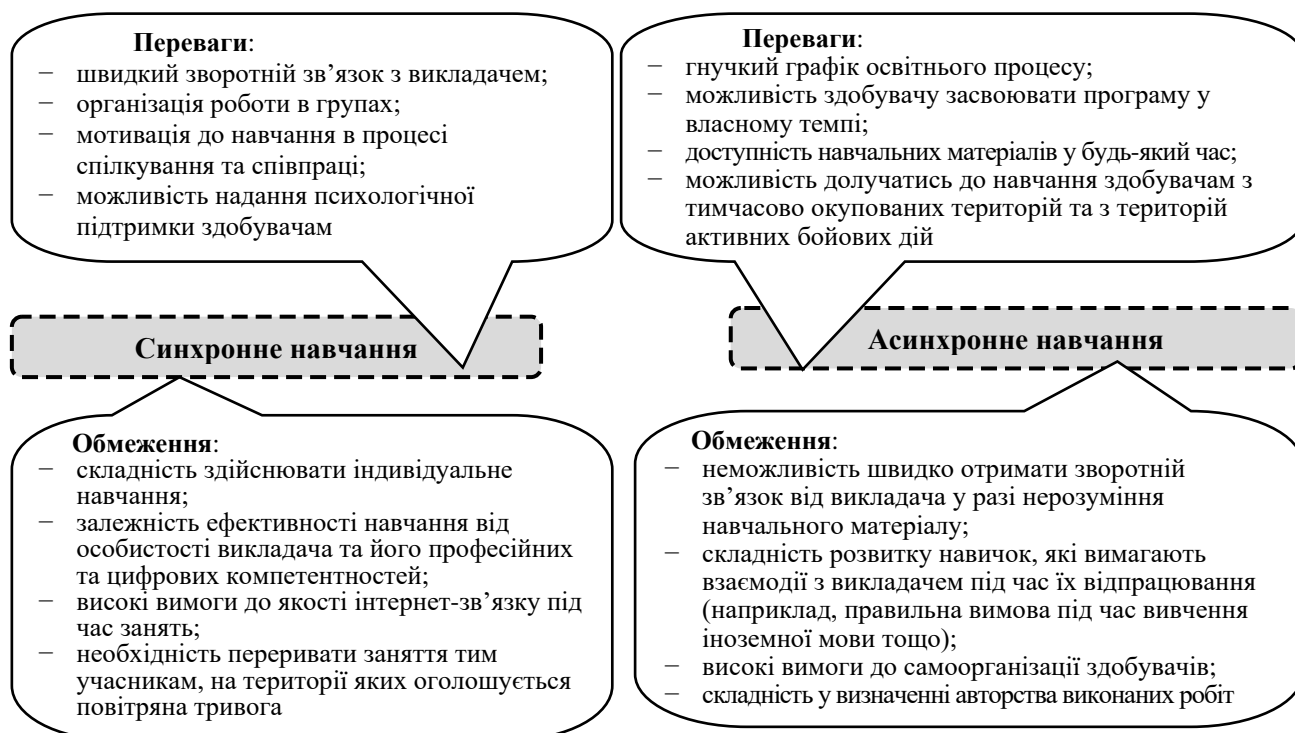 Переваги:
− швидкий зворотній зв’язок з викладачем;
− організація роботи в групах;
− мотивація до навчання в процесі
спілкування та співпраці;
− можливість надання психологічної
підтримки здобувачам
Переваги:
− гнучкий графік освітнього процесу;
− можливість здобувачу засвоювати програму у
власному темпі;
− доступність навчальних матеріалів у будь-який час;
− можливість долучатись до навчання здобувачам з
тимчасово окупованих територій та з територій
активних бойових дій
Синхронне навчання
Асинхронне навчання
Обмеження:
− складність здійснювати індивідуальне
навчання;
− залежність ефективності навчання від
особистості викладача та його професійних
та цифрових компетентностей;
− високі вимоги до якості інтернет-зв’язку під
час занять;
− необхідність переривати заняття тим
учасникам, на території яких оголошується
повітряна тривога
Обмеження:
− неможливість швидко отримати зворотній
зв’язок від викладача у разі нерозуміння
навчального матеріалу;
− складність розвитку навичок, які вимагають
взаємодії з викладачем під час їх відпрацювання
(наприклад, правильна вимова під час вивчення
іноземної мови тощо);
− високі вимоги до самоорганізації здобувачів;
− складність у визначенні авторства виконаних робіт